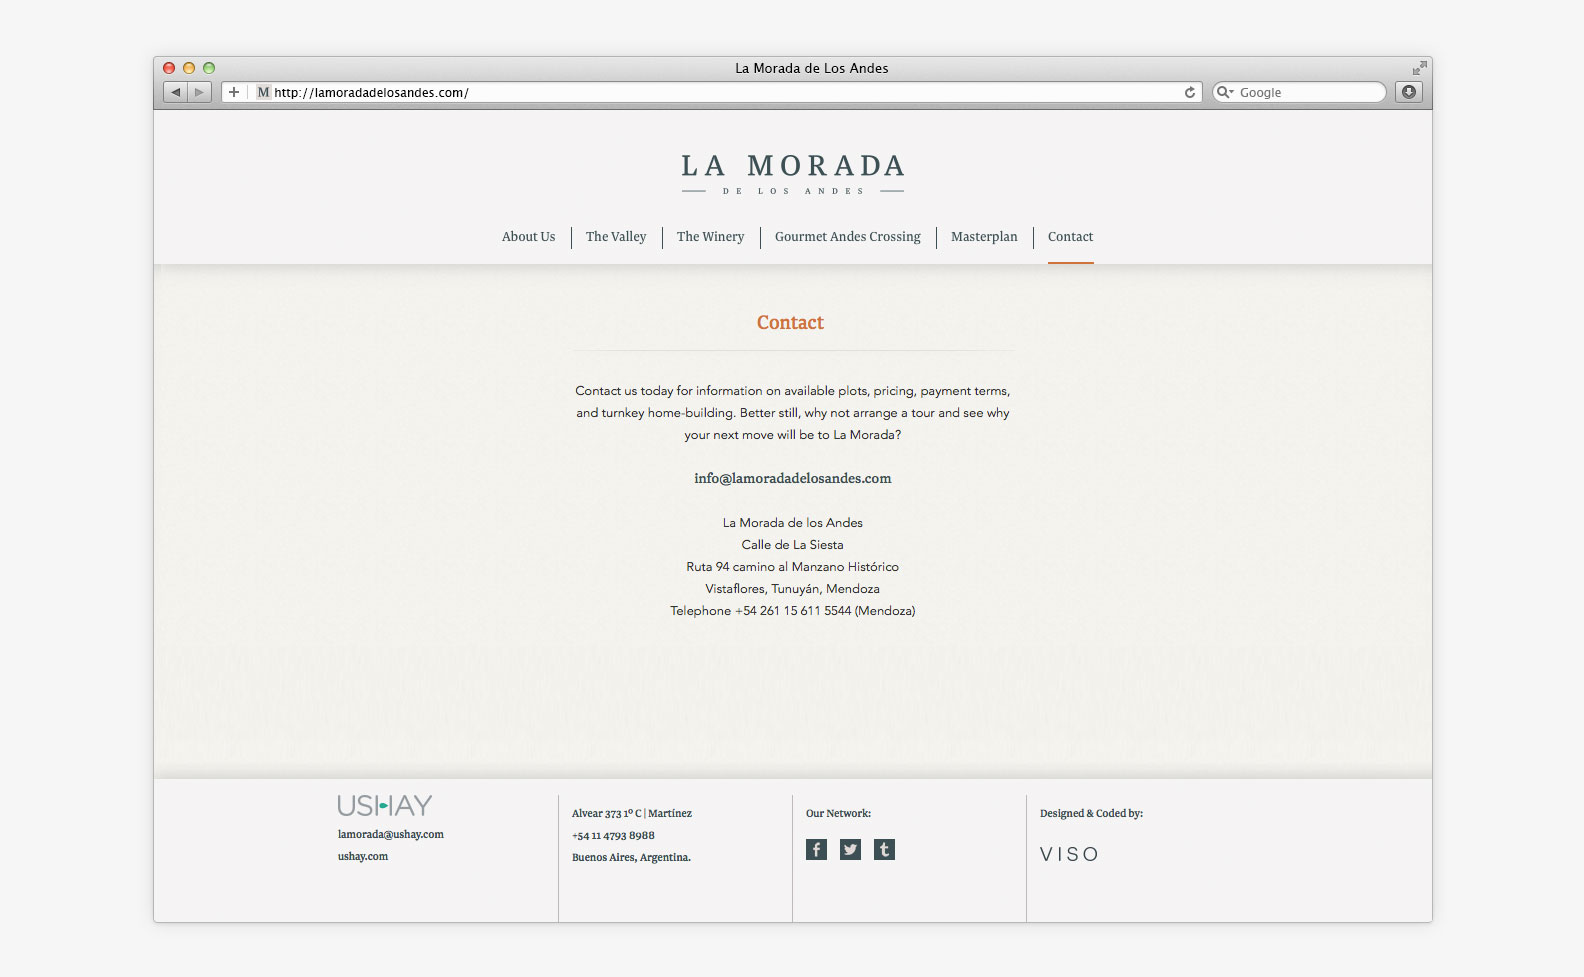 La Morada de Los Andes
M http://lamoradadelosandes.com/
Google
LA MORADA
DE LOS ANDES
About Us
The Valley
The Winery
Gourmet Andes Crossing
Masterplan
Contact
Contact
Contact us today for information on available plots, pricing, payment terms,
and turnkey home-building. Better still, why not arrange a tour and see why
your next move will be to La Morada?
info@lamoradadelosandes.com
La Morada de los Andes
Calle de La Siesta
Ruta 94 camino al Manzano Histórico
Vistaflores, Tunuyán, Mendoza
Telephone +54 261 15 611 5544 (Mendoza)
USHAY
lamorada@ushay.com
ushay.com
Alvear 373 1º C | Martínez
+54 11 4793 8988
Buenos Aires, Argentina.
Our Network:
Designed & Coded by:
VISO